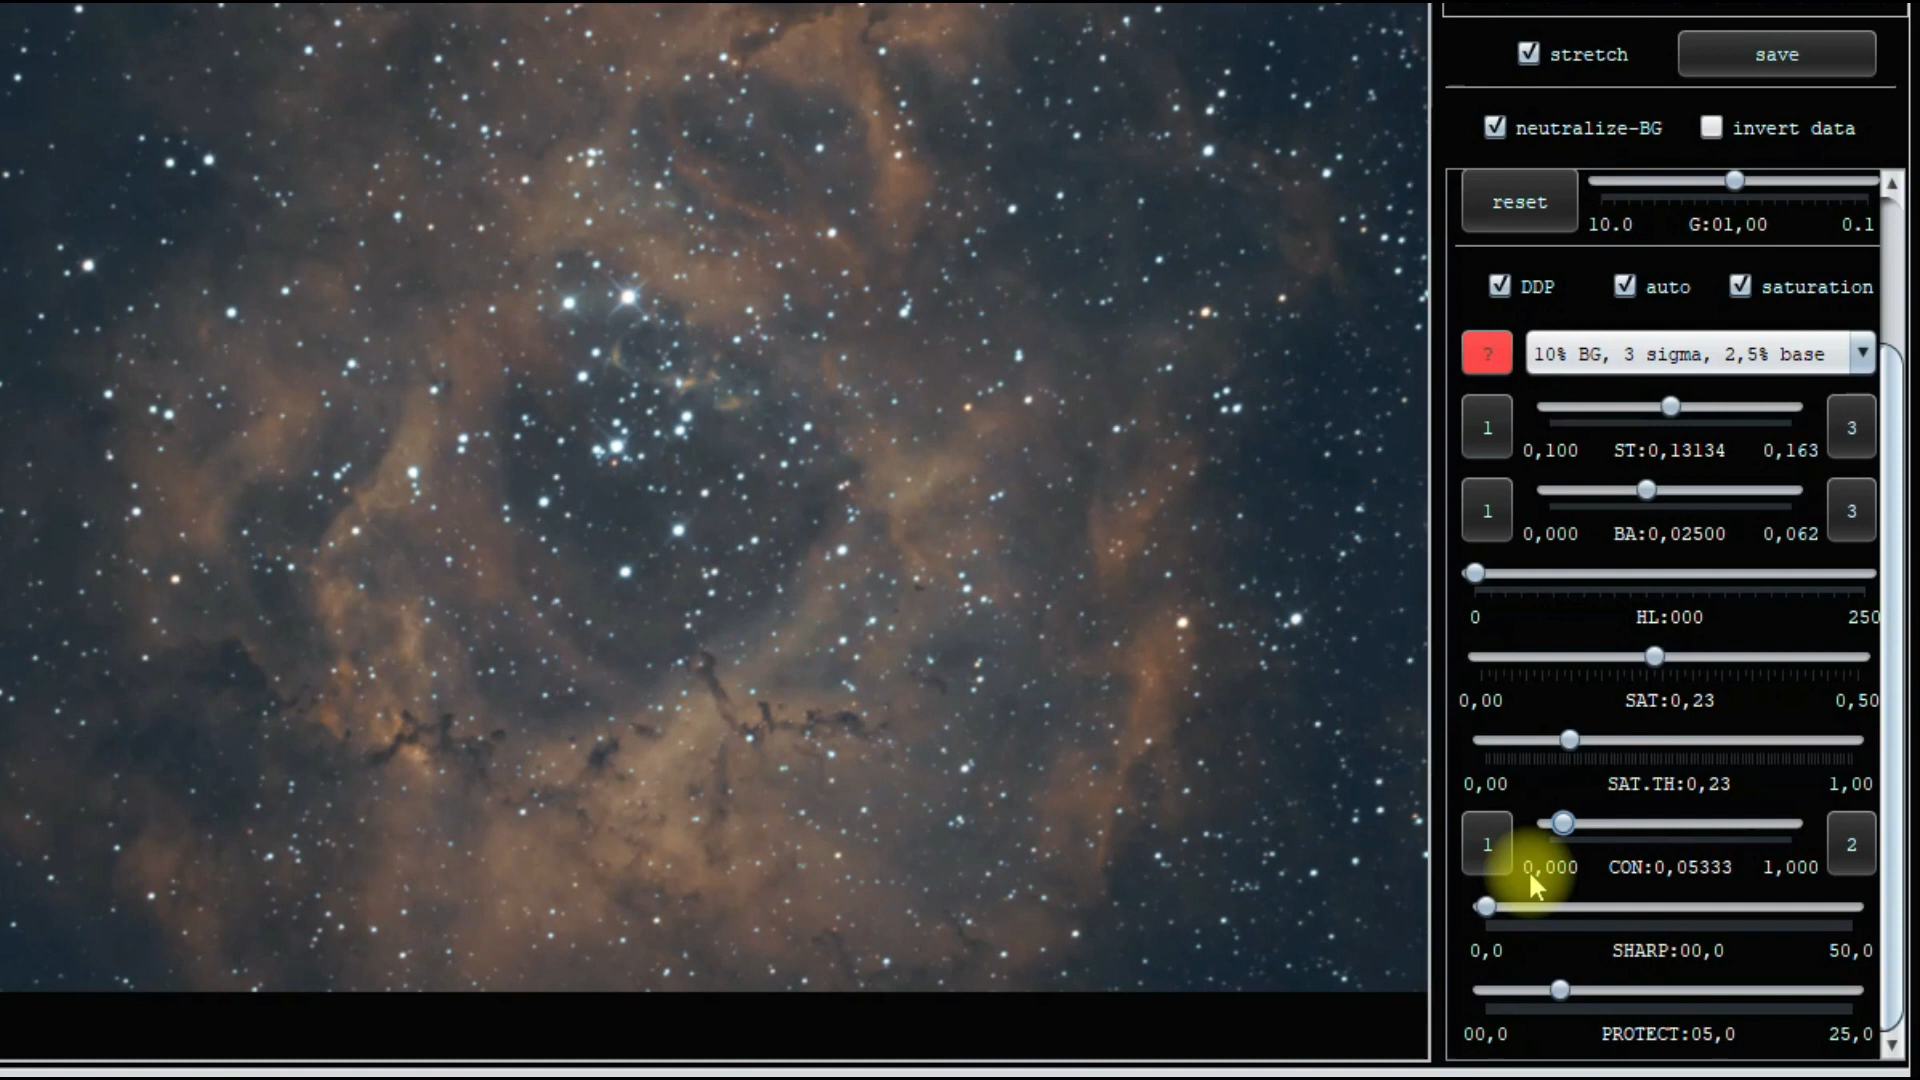 stretch save
neutralize-BG invert data
reset
10.0 G:01,00 0.1
DDP auto saturation
? 10% BG, 3 sigma, 2,5% base
1 3
0,100 ST:0,13134 0,163
1 3
0,000 BA:0,02500 0,062
0 HL:000 250
0,00 SAT:0,23 0,50
0,00 SAT.TH:0,23 1,00
1 2
0,000 CON:0,05333 1,000
0,0 SHARP:00,0 50,0
00,0 PROTECT:05,0 25,0